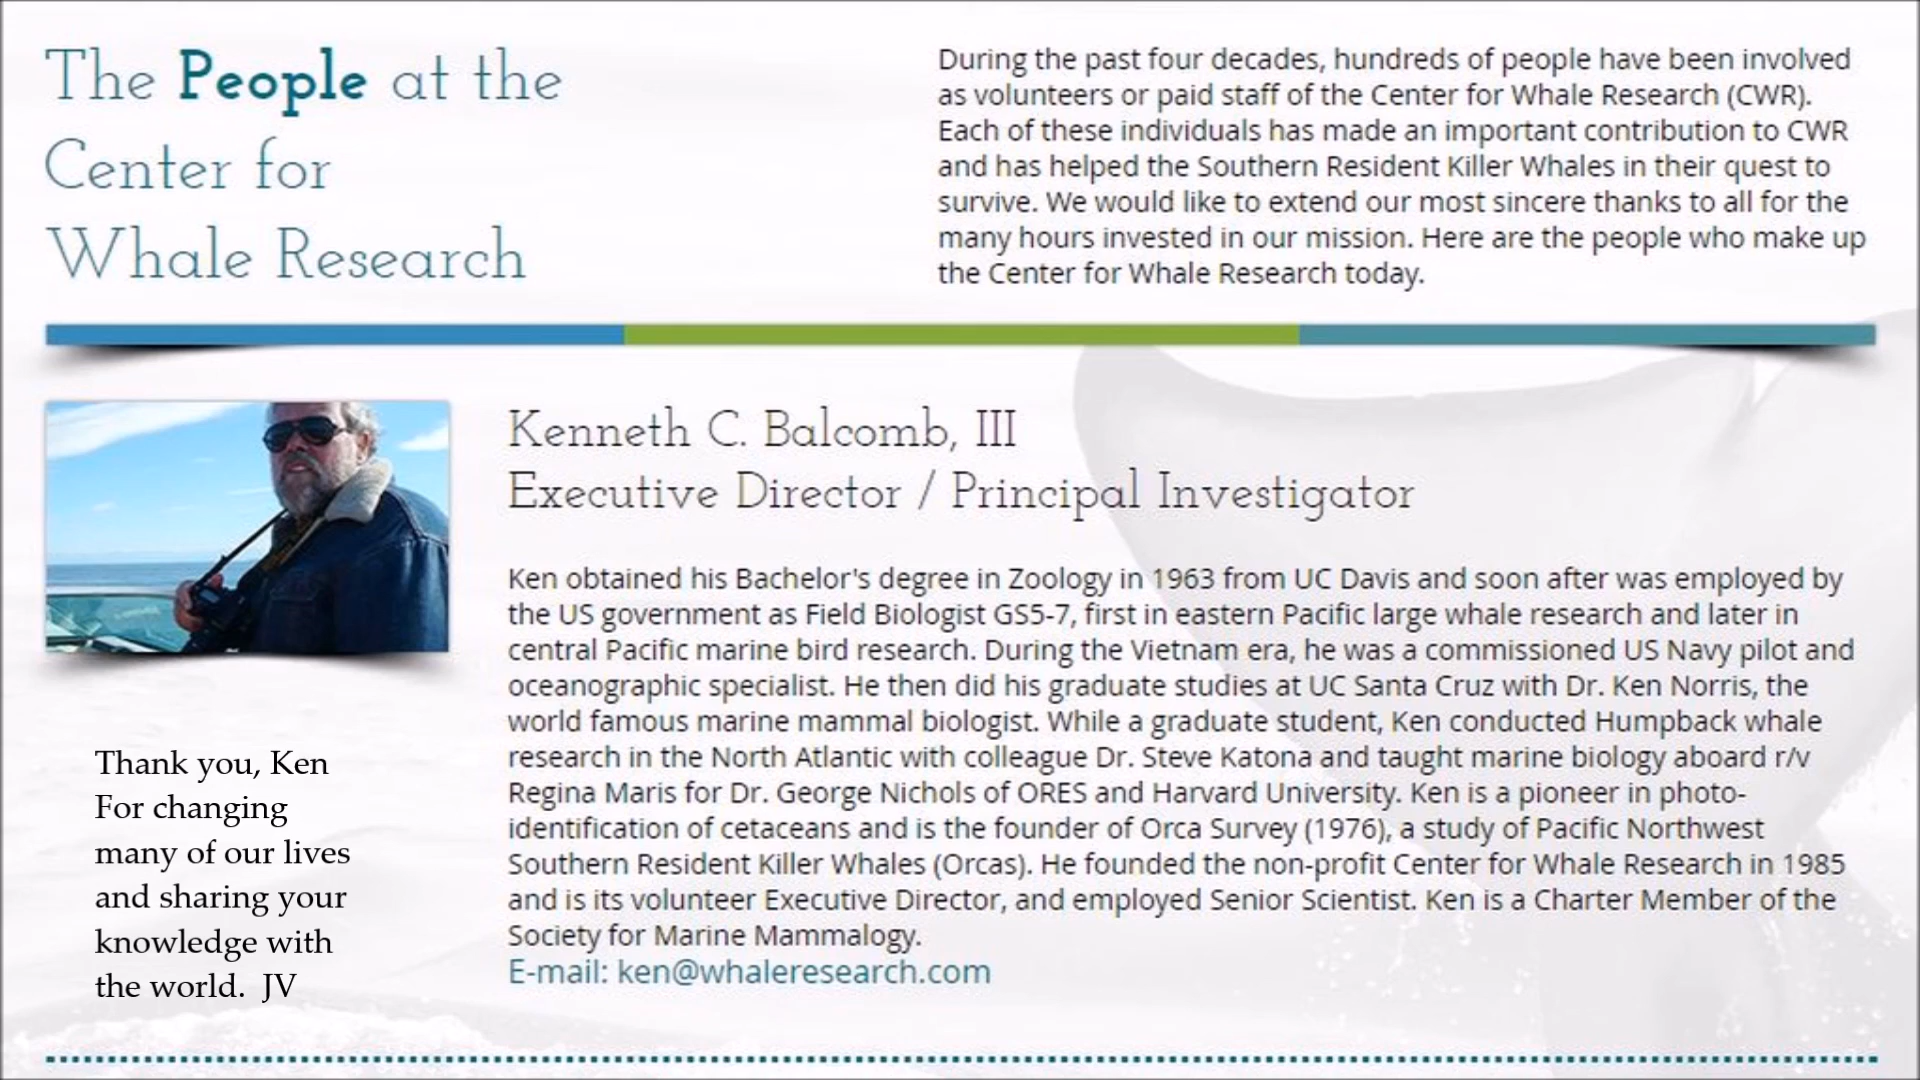 The People at the
Center for
Whale Research
During the past four decades, hundreds of people have been involved
as volunteers or paid staff of the Center for Whale Research (CWR).
Each of these individuals has made an important contribution to CWR
and has helped the Southern Resident Killer Whales in their quest to
survive. We would like to extend our most sincere thanks to all for the
many hours invested in our mission. Here are the people who make up
the Center for Whale Research today.
Kenneth C. Balcomb, III
Executive Director / Principal Investigator
Ken obtained his Bachelor's degree in Zoology in 1963 from UC Davis and soon after was employed by
the US government as Field Biologist GS5-7, first in eastern Pacific large whale research and later in
central Pacific marine bird research. During the Vietnam era, he was a commissioned US Navy pilot and
oceanographic specialist. He then did his graduate studies at UC Santa Cruz with Dr. Ken Norris, the
world famous marine mammal biologist. While a graduate student, Ken conducted Humpback whale
research in the North Atlantic with colleague Dr. Steve Katona and taught marine biology aboard r/v
Regina Maris for Dr. George Nichols of ORES and Harvard University. Ken is a pioneer in photo-
identification of cetaceans and is the founder of Orca Survey (1976), a study of Pacific Northwest
Southern Resident Killer Whales (Orcas). He founded the non-profit Center for Whale Research in 1985
and is its volunteer Executive Director, and employed Senior Scientist. Ken is a Charter Member of the
Society for Marine Mammalogy.
E-mail: ken@whaleresearch.com
Thank you, Ken
For changing
many of our lives
and sharing your
knowledge with
the world.  JV